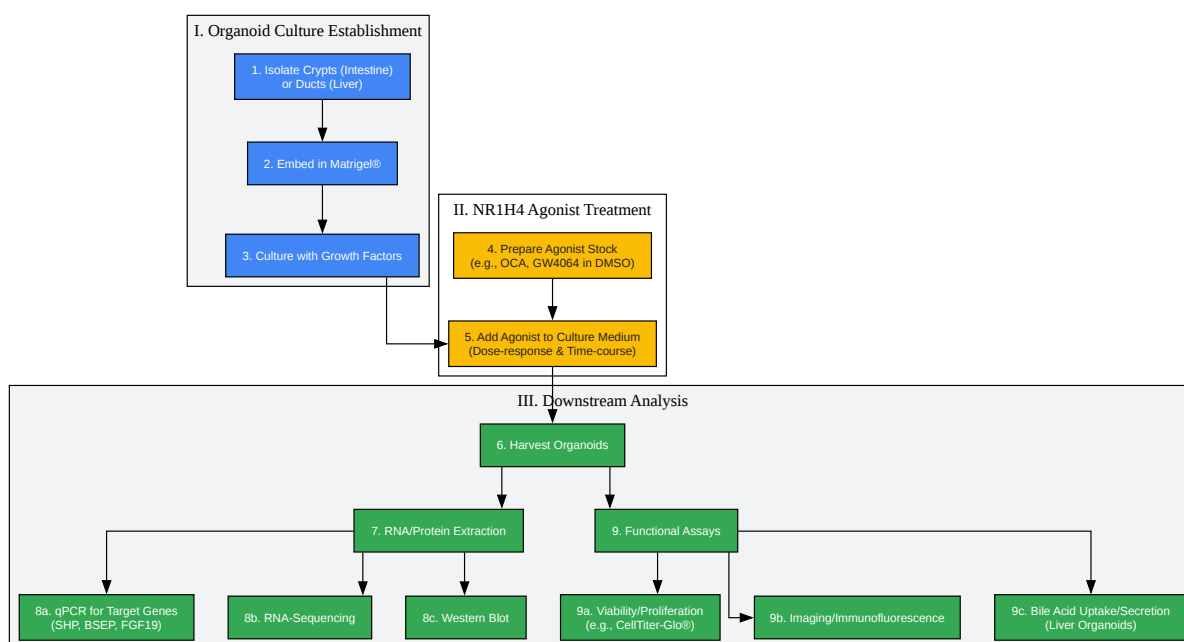 I. Organoid Culture Establishment
1. Isolate Crypts (Intestine)
or Ducts (Liver)
2. Embed in Matrigel®
3. Culture with Growth Factors
II. NR1H4 Agonist Treatment
4. Prepare Agonist Stock
(e.g., OCA, GW4064 in DMSO)
5. Add Agonist to Culture Medium
(Dose-response & Time-course)
III. Downstream Analysis
6. Harvest Organoids
7. RNA/Protein Extraction
9. Functional Assays
8a. qPCR for Target Genes
(SHP, BSEP, FGF19)
8b. RNA-Sequencing
8c. Western Blot
9a. Viability/Proliferation
(e.g., CellTiter-Glo®)
9b. Imaging/Immunofluorescence
9c. Bile Acid Uptake/Secretion
(Liver Organoids)